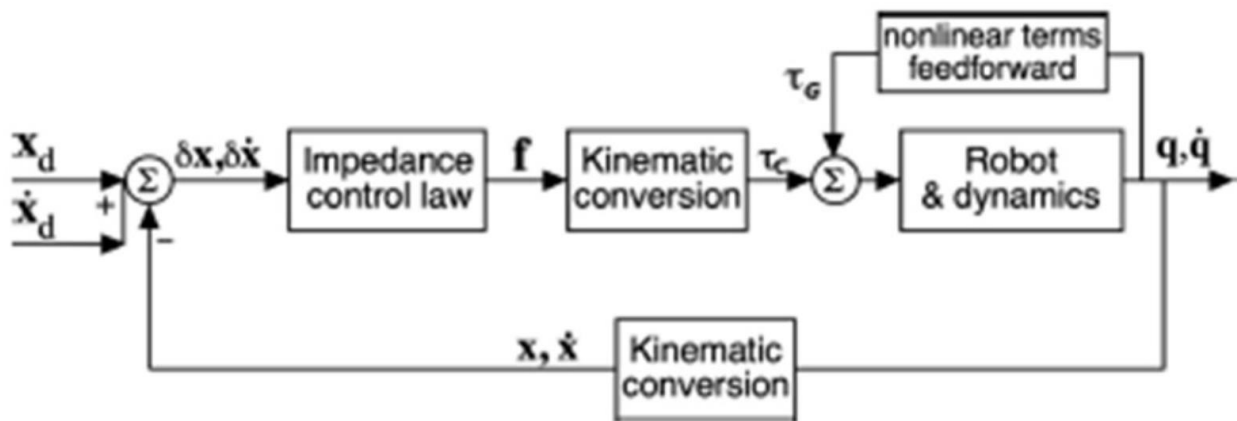 nonlinear terms
feedforward
τG
xd
δx,δẋ
Impedance
control law
f
Kinematic
conversion
τc
Σ
Σ
Robot
& dynamics
q,q̇
ẋd
+
−
x, ẋ
Kinematic
conversion